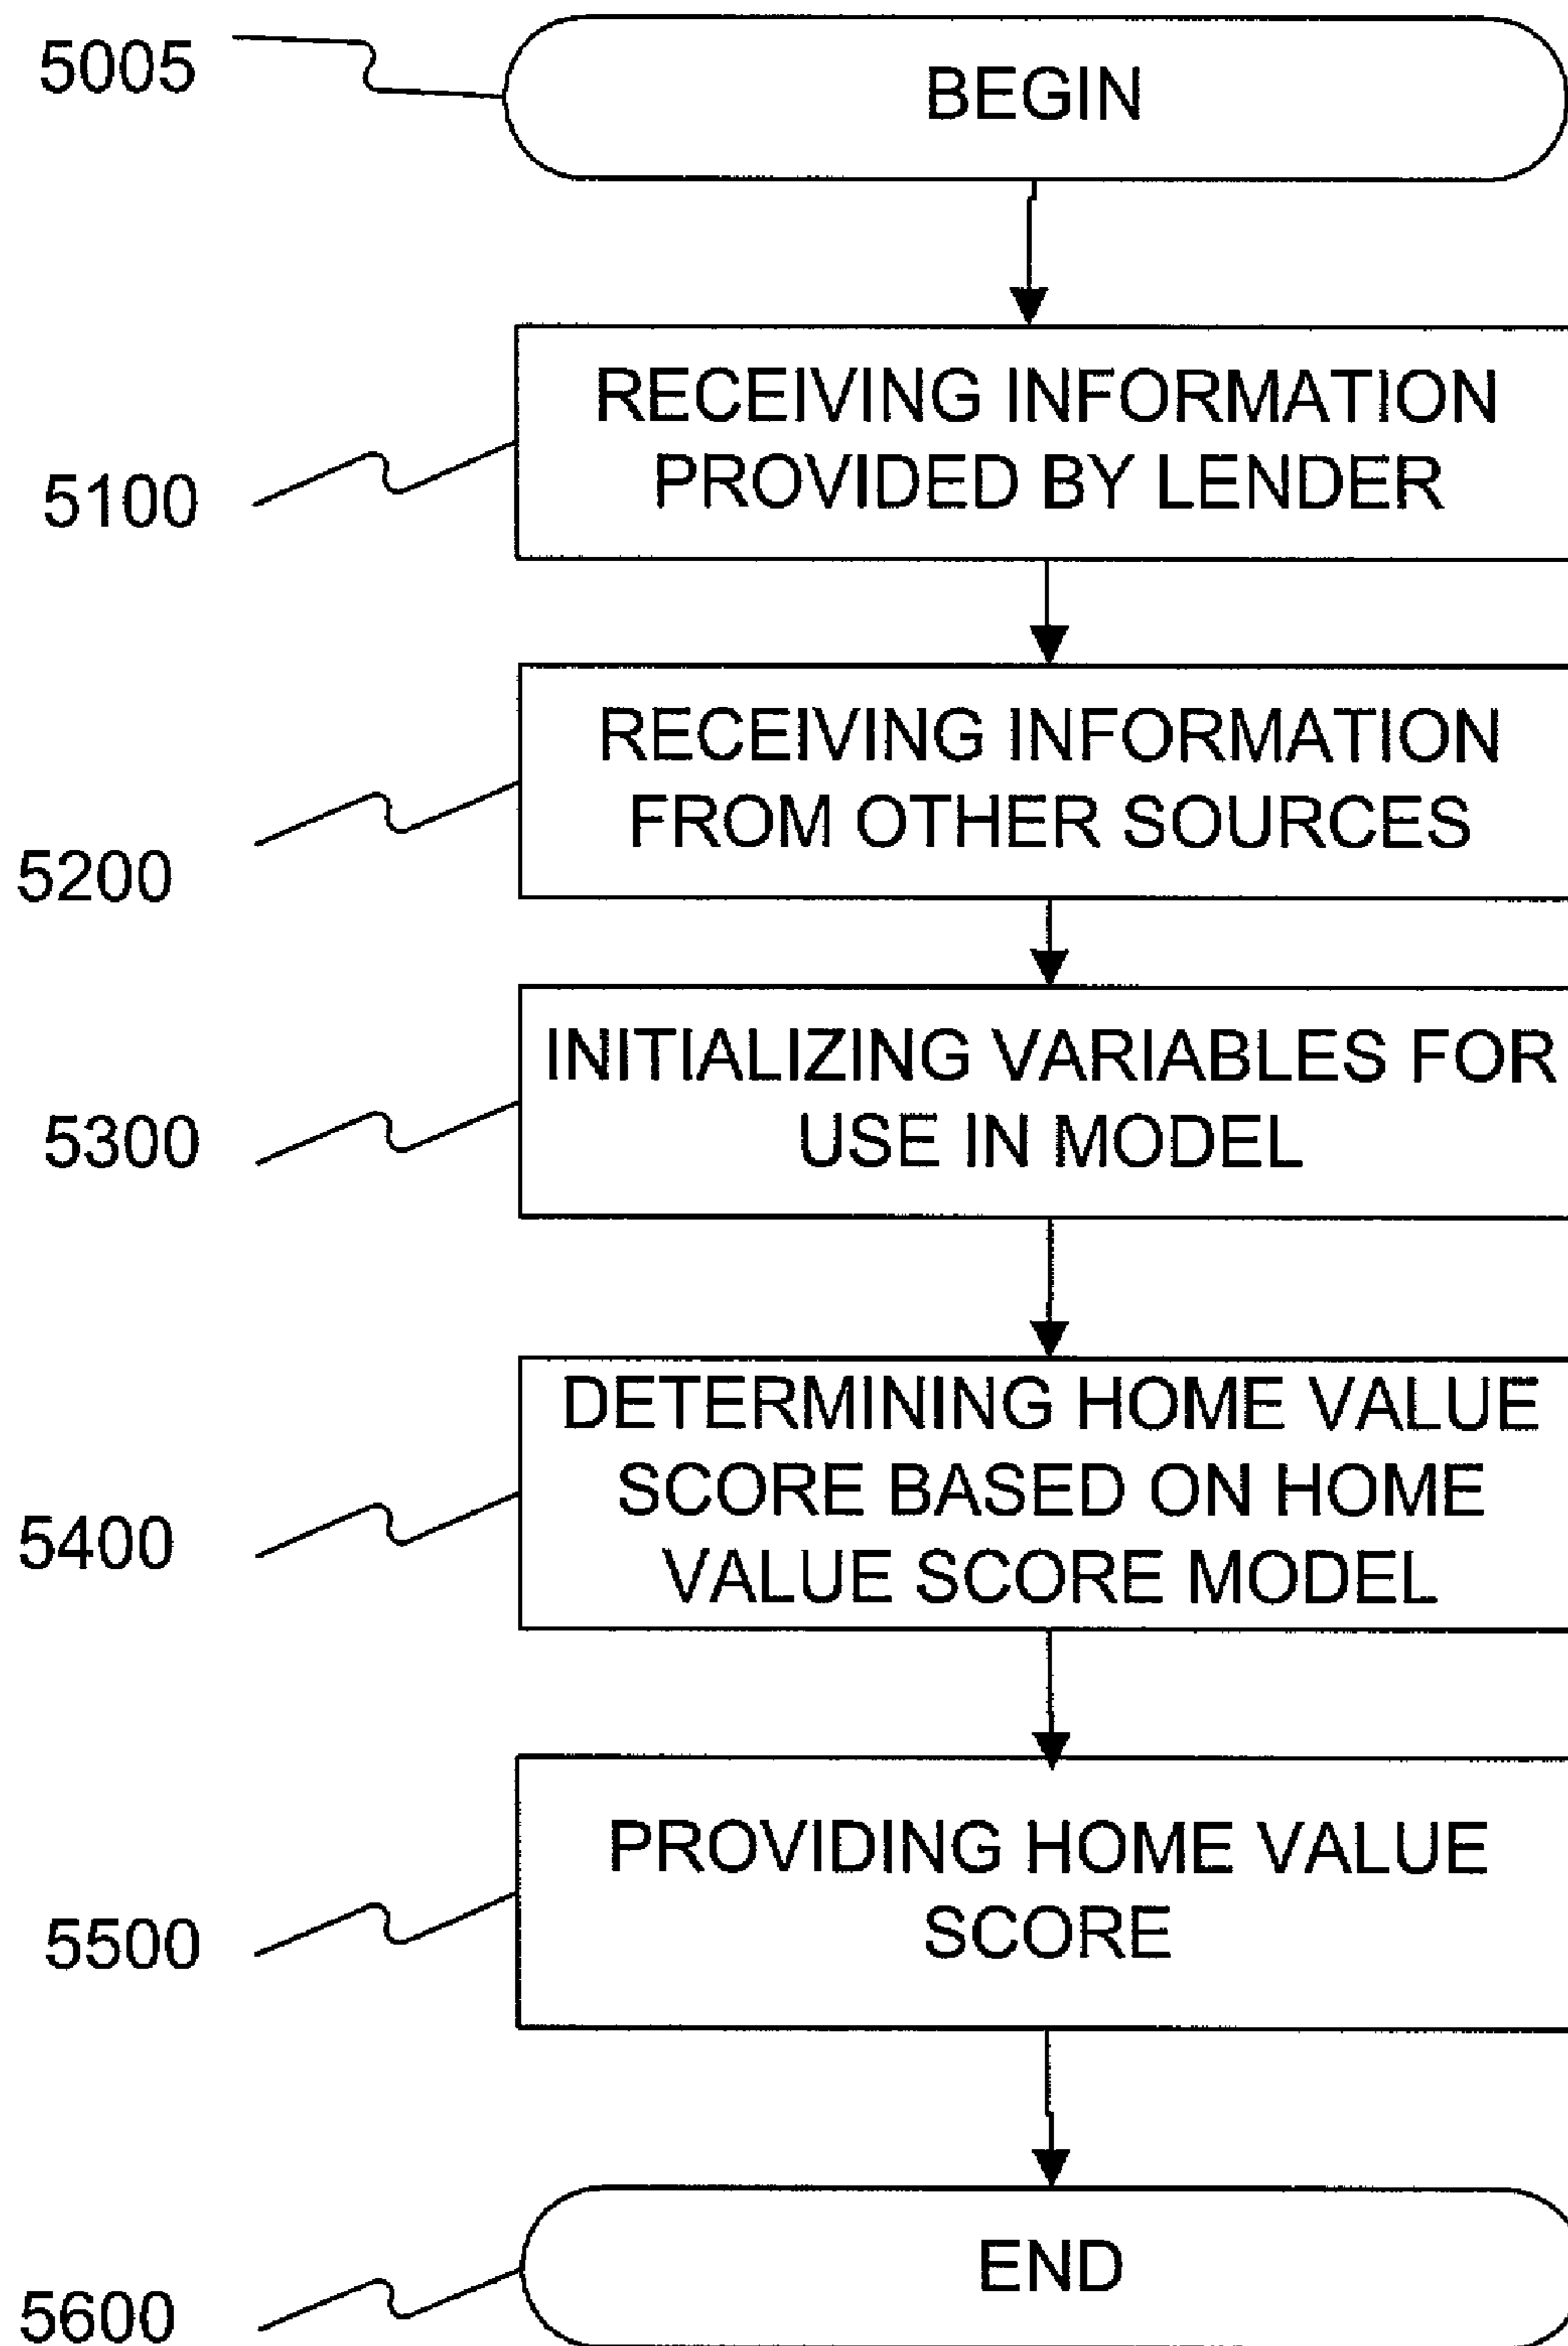 5005
BEGIN
RECEIVING INFORMATION
PROVIDED BY LENDER
5100
RECEIVING INFORMATION
FROM OTHER SOURCES
5200
INITIALIZING VARIABLES FOR
USE IN MODEL
5300
DETERMINING HOME VALUE
SCORE BASED ON HOME
VALUE SCORE MODEL
5400
PROVIDING HOME VALUE
SCORE
5500
END
5600